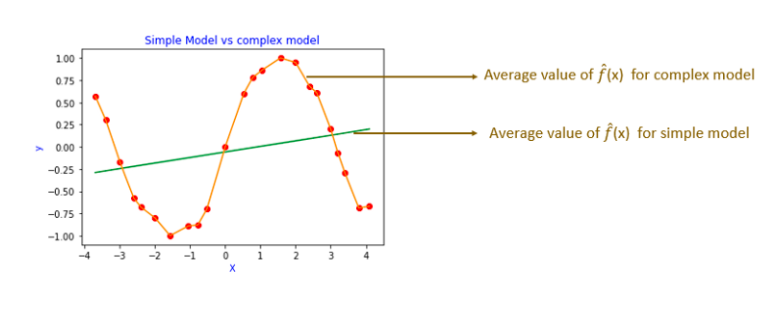 Simple Model vs complex model
1.00
0.75
0.50
0.25
0.00
−0.25
−0.50
−0.75
−1.00
y
−4 −3 −2 −1 0 1 2 3 4
X
Average value of f̂(x) for complex model
Average value of f̂(x) for simple model